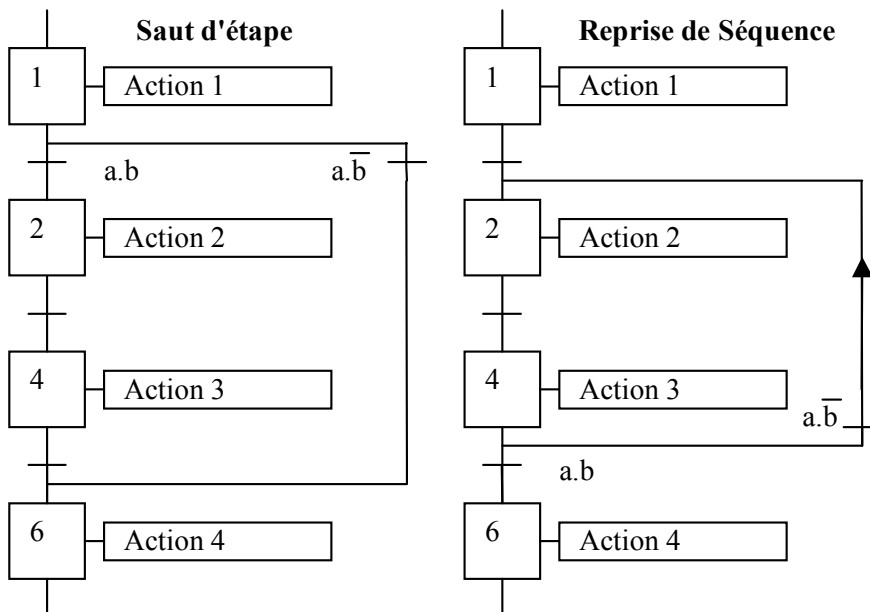 Saut d'étape
1
Action 1
a.b
a.b̅
2
Action 2
4
Action 3
6
Action 4
Reprise de Séquence
1
Action 1
2
Action 2
4
Action 3
a.b̅
a.b
6
Action 4